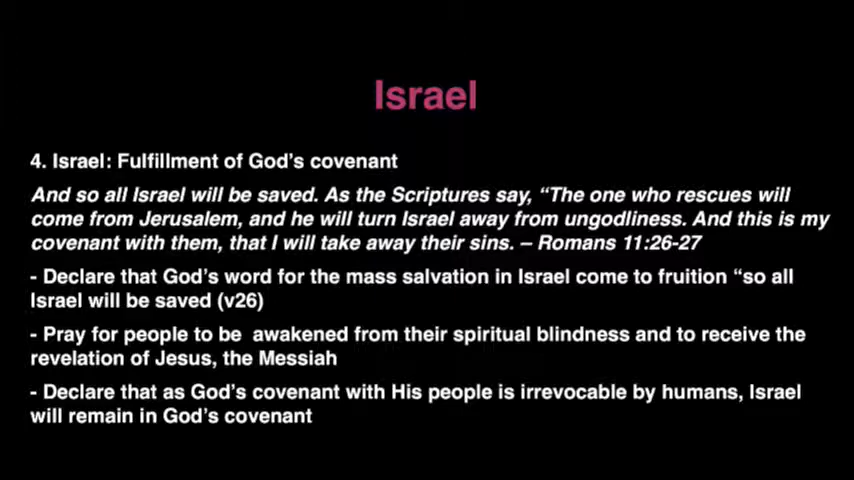 Israel
4. Israel: Fulfillment of God's covenant
And so all Israel will be saved. As the Scriptures say, “The one who rescues will
come from Jerusalem, and he will turn Israel away from ungodliness. And this is my
covenant with them, that I will take away their sins. – Romans 11:26-27
- Declare that God's word for the mass salvation in Israel come to fruition “so all
Israel will be saved (v26)
- Pray for people to be  awakened from their spiritual blindness and to receive the
revelation of Jesus, the Messiah
- Declare that as God's covenant with His people is irrevocable by humans, Israel
will remain in God's covenant